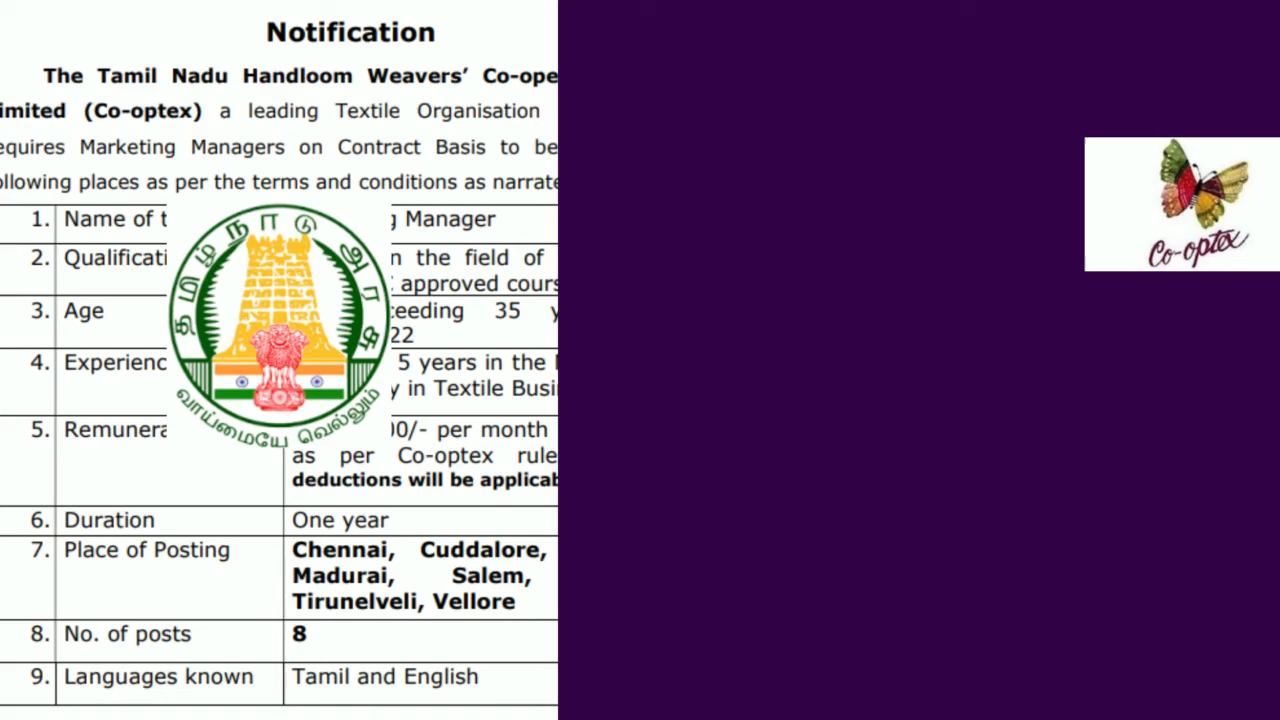 Notification
The Tamil Nadu Handloom Weavers’ Co-ope
imited (Co-optex) a leading Textile Organisation
equires Marketing Managers on Contract Basis to be
ollowing places as per the terms and conditions as narrate
1. Name of t g Manager
2. Qualificati n the field of
approved cours
3. Age ceeding 35 y
22
4. Experienc 5 years in the
y in Textile Busi
5. Remunera 00/- per month
as per Co-optex rule
deductions will be applicab
6. Duration One year
7. Place of Posting Chennai, Cuddalore,
Madurai, Salem,
Tirunelveli, Vellore
8. No. of posts 8
9. Languages known Tamil and English
தமிழ்நாடு அரசு
வாய்மையே வெல்லும்
Co-optex